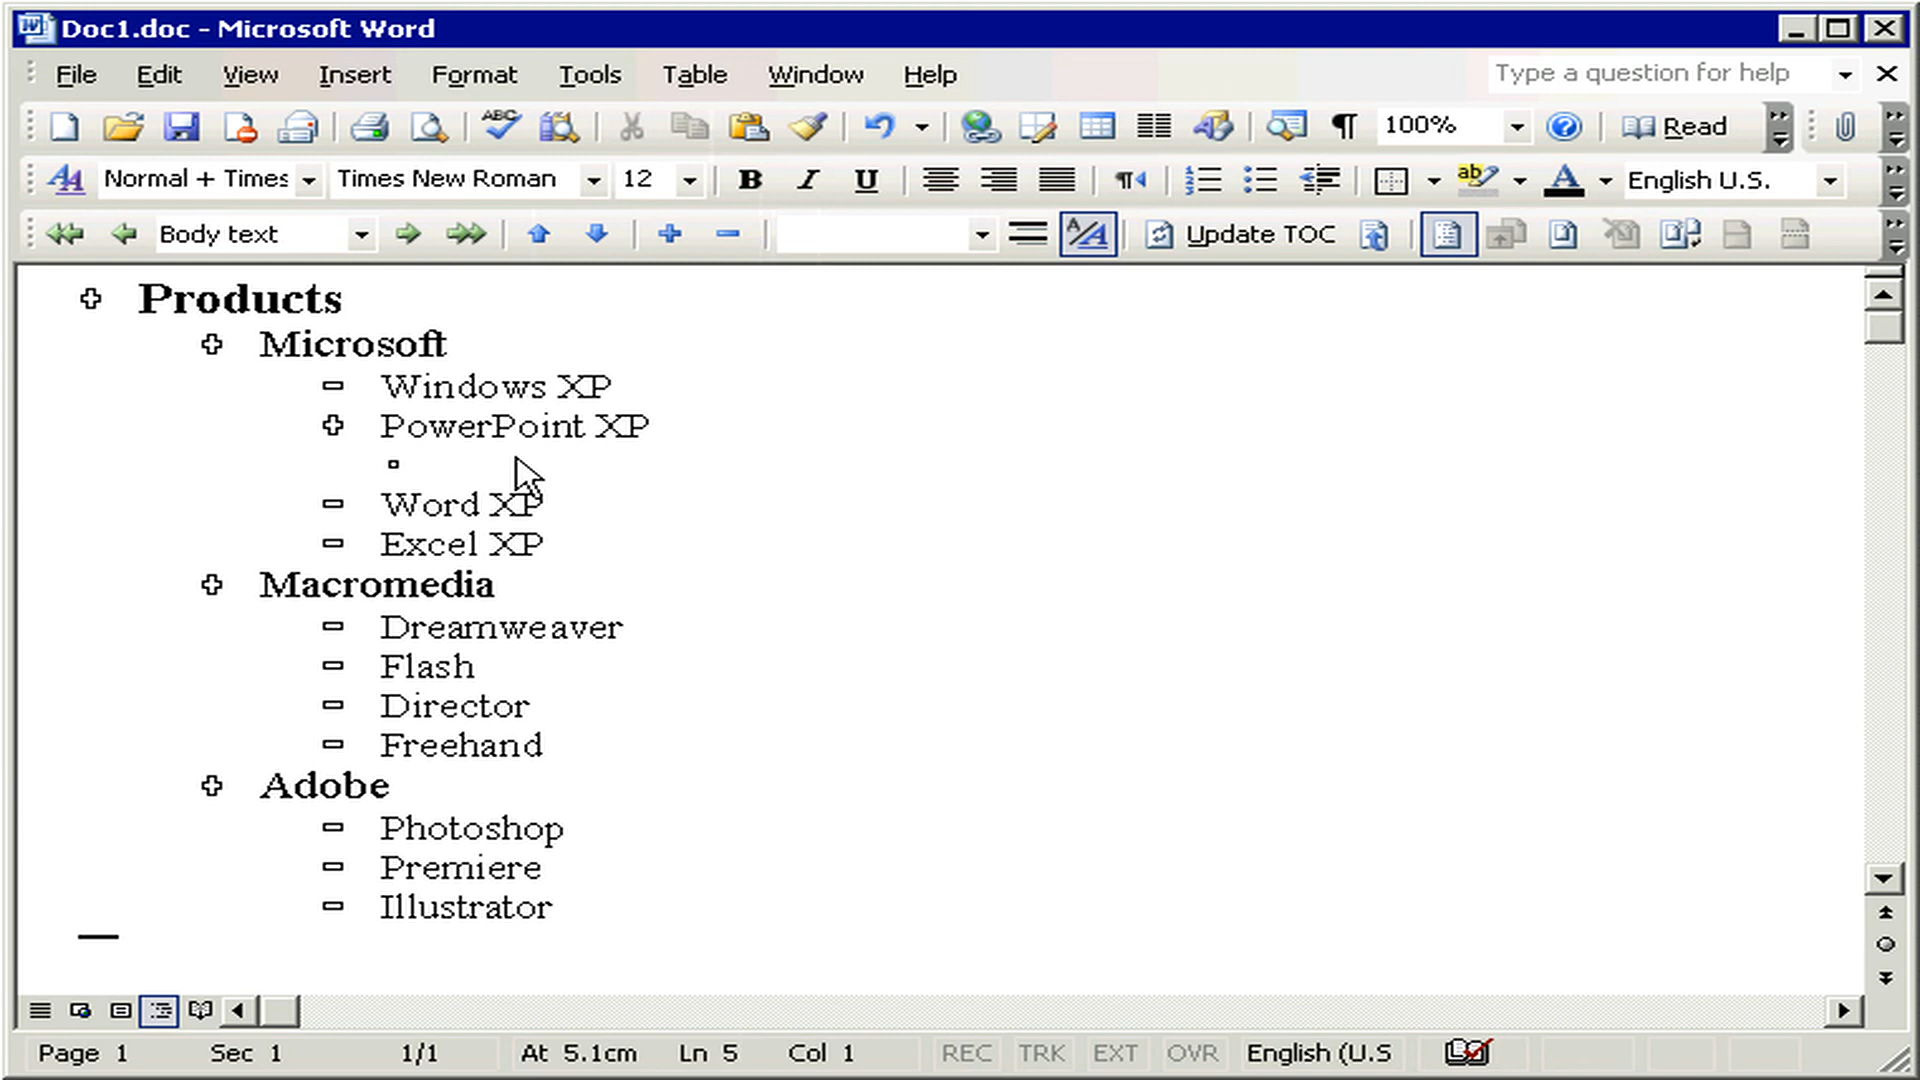 Doc1.doc - Microsoft Word
File Edit View Insert Format Tools Table Window Help Type a question for help
ABC 100% Read
Normal + Times Times New Roman 12 B I U ab A English U.S.
Body text Update TOC
Products
Microsoft
Windows XP
PowerPoint XP
Word XP
Excel XP
Macromedia
Dreamweaver
Flash
Director
Freehand
Adobe
Photoshop
Premiere
Illustrator
Page 1 Sec 1 1/1 At 5.1cm Ln 5 Col 1 REC TRK EXT OVR English (U.S